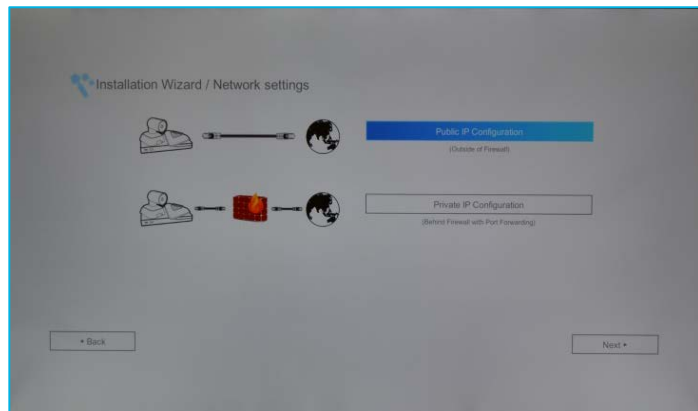 Installation Wizard / Network settings
Public IP Configuration
(Outside of Firewall)
Private IP Configuration
(Behind Firewall with Port Forwarding)
• Back
Next •